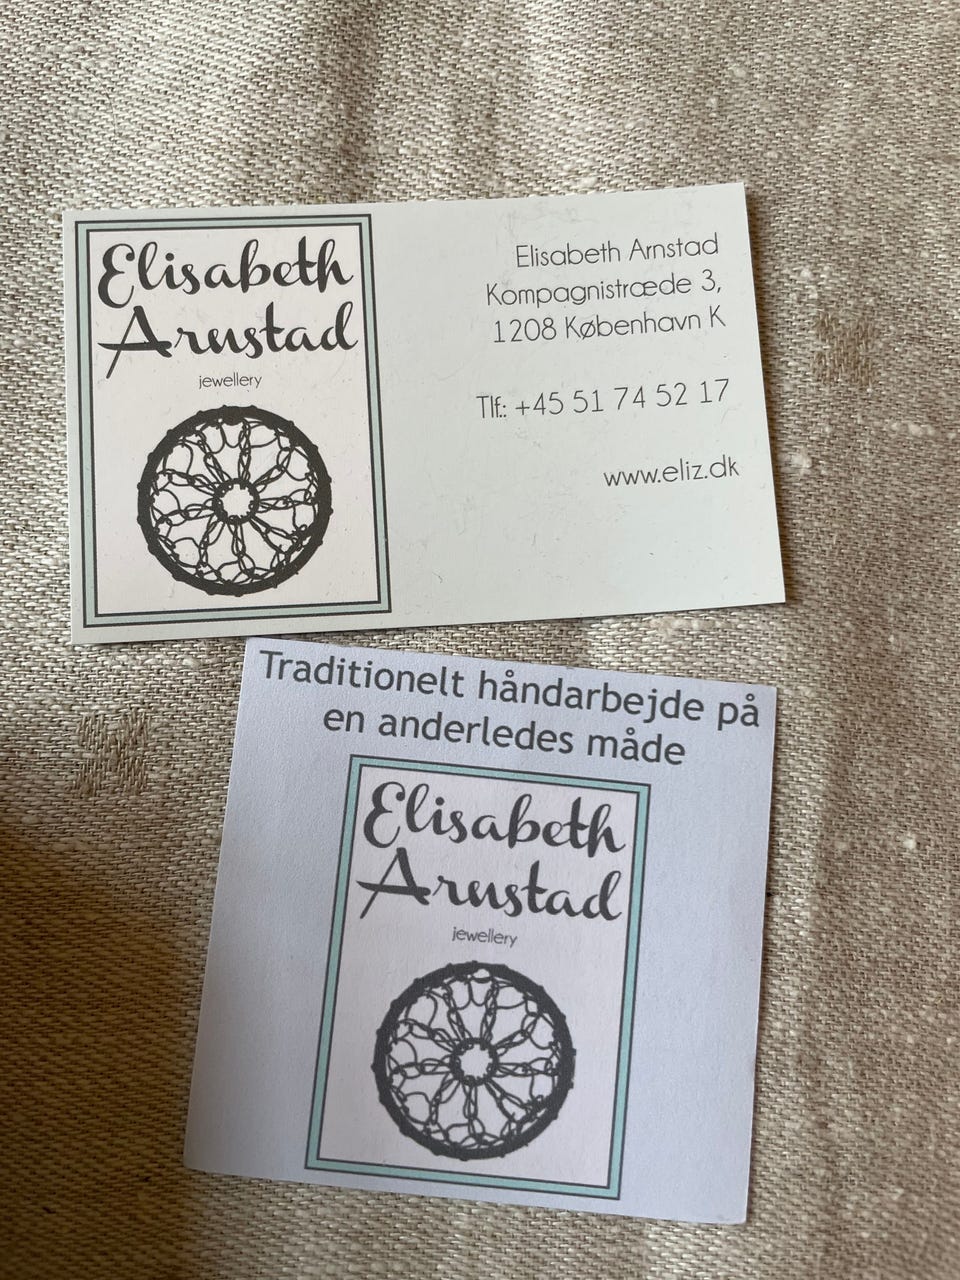 Elisabeth
Arnstad
jewellery
Elisabeth Arnstad
Kompagnistræde 3,
1208 København K
Tlf.: +45 51 74 52 17
www.eliz.dk
Traditionelt håndarbejde på
en anderledes måde
Elisabeth
Arnstad
jewellery